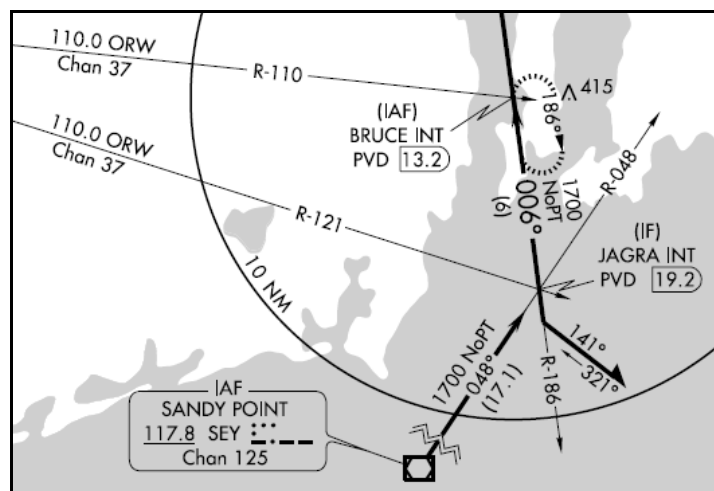 110.0 ORW
Chan 37
R-110
415
(IAF)
BRUCE INT
PVD 13.2
186°
110.0 ORW
Chan 37
R-121
1700
NoPT
006°
(6)
R-048
(IF)
JAGRA INT
PVD 19.2
10 NM
141°
321°
R-186
1700 NoPT
048°
(17.1)
IAF
SANDY POINT
117.8 SEY
Chan 125